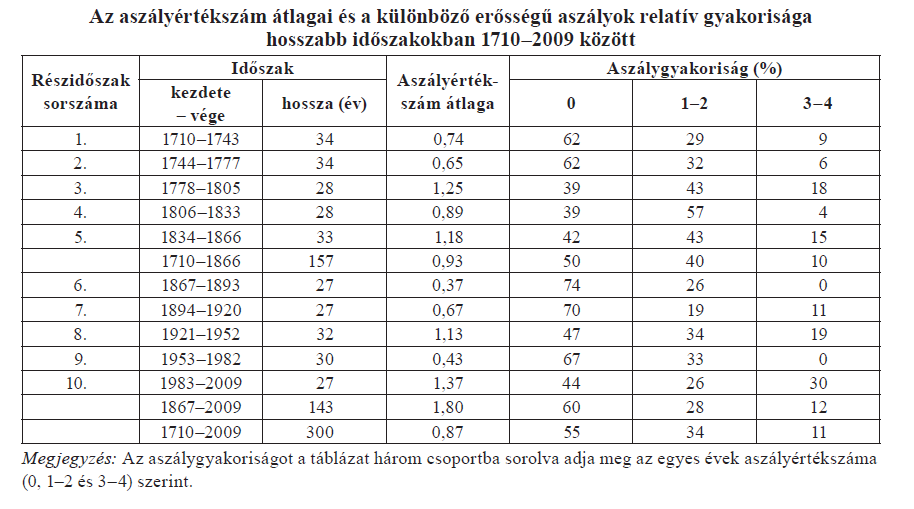 Az aszályértékszám átlagai és a különböző erősségű aszályok relatív gyakorisága
hosszabb időszakokban 1710–2009 között
Részidőszak sorszáma Időszak Aszályérték-szám átlaga Aszálygyakoriság (%)
kezdete – vége hossza (év) 0 1–2 3–4
1. 1710–1743 34 0,74 62 29 9
2. 1744–1777 34 0,65 62 32 6
3. 1778–1805 28 1,25 39 43 18
4. 1806–1833 28 0,89 39 57 4
5. 1834–1866 33 1,18 42 43 15
1710–1866 157 0,93 50 40 10
6. 1867–1893 27 0,37 74 26 0
7. 1894–1920 27 0,67 70 19 11
8. 1921–1952 32 1,13 47 34 19
9. 1953–1982 30 0,43 67 33 0
10. 1983–2009 27 1,37 44 26 30
1867–2009 143 1,80 60 28 12
1710–2009 300 0,87 55 34 11
Megjegyzés: Az aszálygyakoriságot a táblázat három csoportba sorolva adja meg az egyes évek aszályértékszáma
(0, 1–2 és 3–4) szerint.